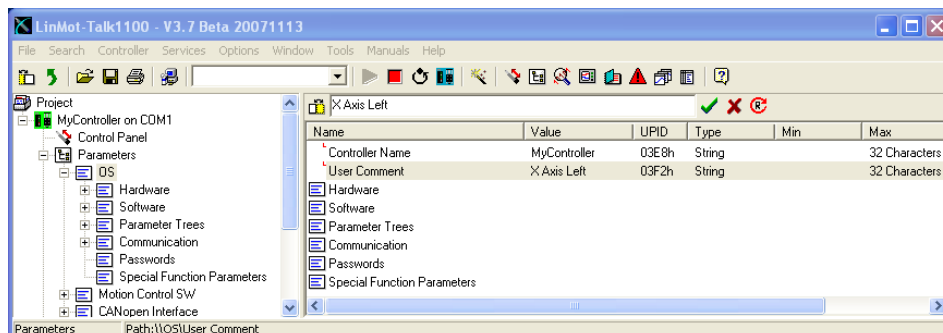 LinMot-Talk1100 - V3.7 Beta 20071113
File Search Controller Services Options Window Tools Manuals Help
Project
MyController on COM1
Control Panel
Parameters
OS
Hardware
Software
Parameter Trees
Communication
Passwords
Special Function Parameters
Motion Control SW
CANopen Interface
X Axis Left
Name Value UPID Type Min Max
Controller Name MyController 03E8h String 32 Characters
User Comment X Axis Left 03F2h String 32 Characters
Hardware
Software
Parameter Trees
Communication
Passwords
Special Function Parameters
Parameters Path:\\OS\User Comment